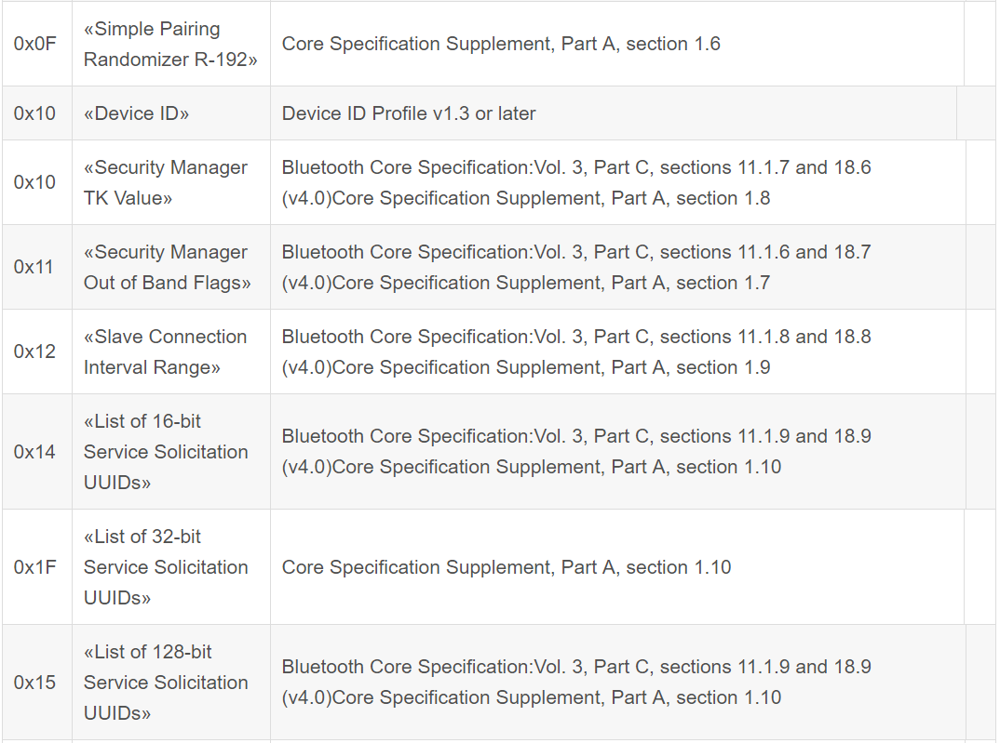 0x0F
«Simple Pairing
Randomizer R-192»
Core Specification Supplement, Part A, section 1.6
0x10
«Device ID»
Device ID Profile v1.3 or later
0x10
«Security Manager
TK Value»
Bluetooth Core Specification:Vol. 3, Part C, sections 11.1.7 and 18.6
(v4.0)Core Specification Supplement, Part A, section 1.8
0x11
«Security Manager
Out of Band Flags»
Bluetooth Core Specification:Vol. 3, Part C, sections 11.1.6 and 18.7
(v4.0)Core Specification Supplement, Part A, section 1.7
0x12
«Slave Connection
Interval Range»
Bluetooth Core Specification:Vol. 3, Part C, sections 11.1.8 and 18.8
(v4.0)Core Specification Supplement, Part A, section 1.9
0x14
«List of 16-bit
Service Solicitation
UUIDs»
Bluetooth Core Specification:Vol. 3, Part C, sections 11.1.9 and 18.9
(v4.0)Core Specification Supplement, Part A, section 1.10
0x1F
«List of 32-bit
Service Solicitation
UUIDs»
Core Specification Supplement, Part A, section 1.10
0x15
«List of 128-bit
Service Solicitation
UUIDs»
Bluetooth Core Specification:Vol. 3, Part C, sections 11.1.9 and 18.9
(v4.0)Core Specification Supplement, Part A, section 1.10